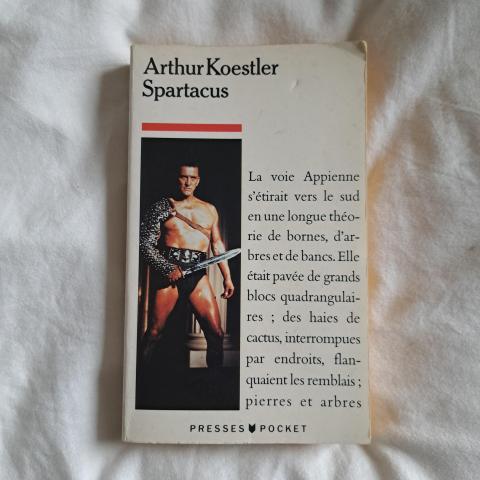 Arthur Koestler
Spartacus
La voie Appienne
s'étirait vers le sud
en une longue théo-
rie de bornes, d'ar-
bres et de bancs. Elle
était pavée de grands
blocs quadrangulai-
res ; des haies de
cactus, interrompues
par endroits, flan-
quaient les remblais ;
pierres et arbres
PRESSES POCKET